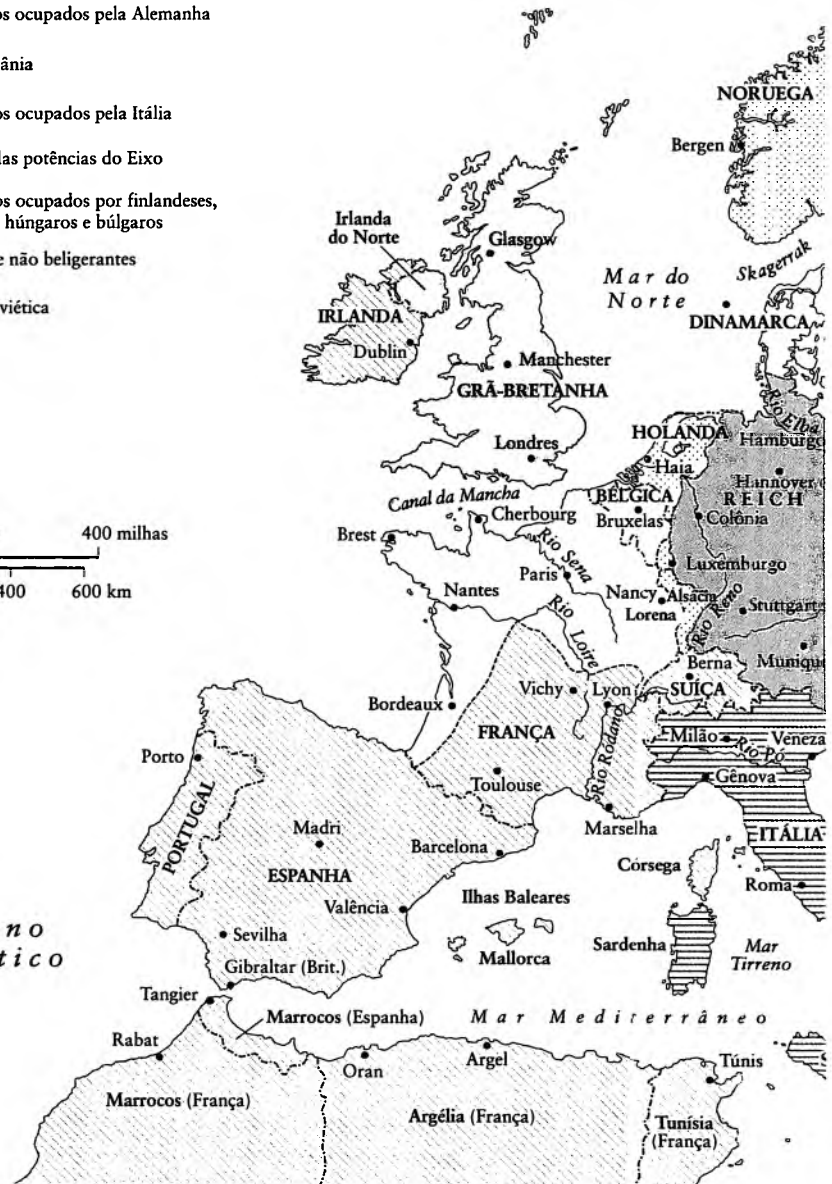 os ocupados pela Alemanha
ânia
os ocupados pela Itália
las potências do Eixo
os ocupados por finlandeses,
húngaros e búlgaros
e não beligerantes
viética
400 milhas
400
600 km
NORUEGA
Bergen
Irlanda
do Norte
Glasgow
Mar do
Norte
Skagerrak
IRLANDA
Dublin
DINAMARCA
Manchester
GRÃ-BRETANHA
Rio Elba
HOLANDA
Hamburgo
Londres
Haia
Hannover
Canal da Mancha
BÉLGICA
REICH
Cherbourg
Bruxelas
Colônia
Brest
Rio Sena
Luxemburgo
Paris
Nantes
Nancy
Alsácia
Lorena
Rio Reno
Stuttgart
Rio Loire
Berna
Munique
Vichy
Lyon
SUÍÇA
Bordeaux
FRANÇA
Rio Ródano
Milão
Rio Pó
Veneza
Porto
Toulouse
Gênova
PORTUGAL
Marselha
Madri
Barcelona
Córsega
ITÁLIA
ESPANHA
Ilhas Baleares
Roma
Valência
no
tico
Sevilha
Mallorca
Sardenha
Mar
Tirreno
Gibraltar (Brit.)
Tangier
Marrocos (Espanha)
Mar Mediterrâneo
Rabat
Oran
Argel
Túnis
Marrocos (França)
Argélia (França)
Tunísia
(França)